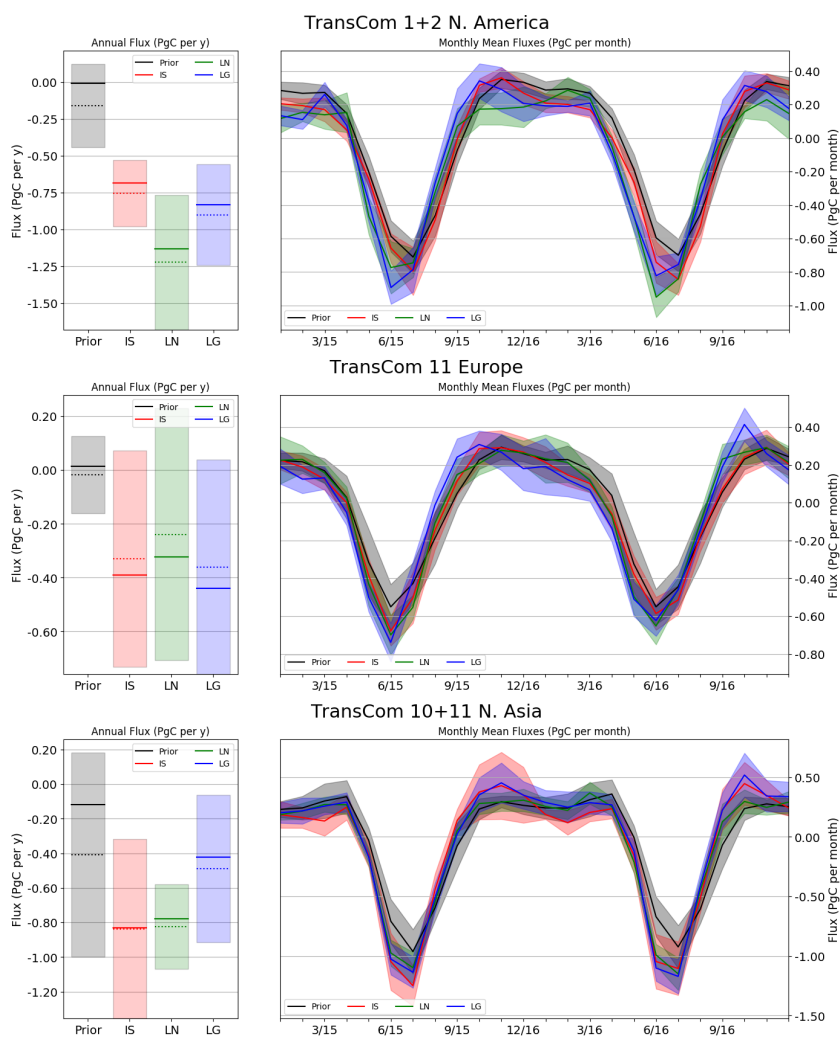 TransCom 1+2 N. America
Annual Flux (PgC per y)
Monthly Mean Fluxes (PgC per month)
Flux (PgC per y)
0.00
-0.25
-0.50
-0.75
-1.00
-1.25
-1.50
Prior LN
IS LG
Prior IS LN LG
0.40
0.20
0.00
-0.20
-0.40
-0.60
-0.80
-1.00
Flux (PgC per month)
Prior IS LN LG
3/15 6/15 9/15 12/16 3/16 6/16 9/16
TransCom 11 Europe
Annual Flux (PgC per y)
Monthly Mean Fluxes (PgC per month)
Flux (PgC per y)
0.20
0.00
-0.20
-0.40
-0.60
Prior LN
IS LG
Prior IS LN LG
0.40
0.20
0.00
-0.20
-0.40
-0.60
-0.80
Flux (PgC per month)
Prior IS LN LG
3/15 6/15 9/15 12/16 3/16 6/16 9/16
TransCom 10+11 N. Asia
Annual Flux (PgC per y)
Monthly Mean Fluxes (PgC per month)
Flux (PgC per y)
0.20
0.00
-0.20
-0.40
-0.60
-0.80
-1.00
-1.20
Prior LN
IS LG
Prior IS LN LG
0.50
0.00
-0.50
-1.00
-1.50
Flux (PgC per month)
Prior IS LN LG
3/15 6/15 9/15 12/16 3/16 6/16 9/16